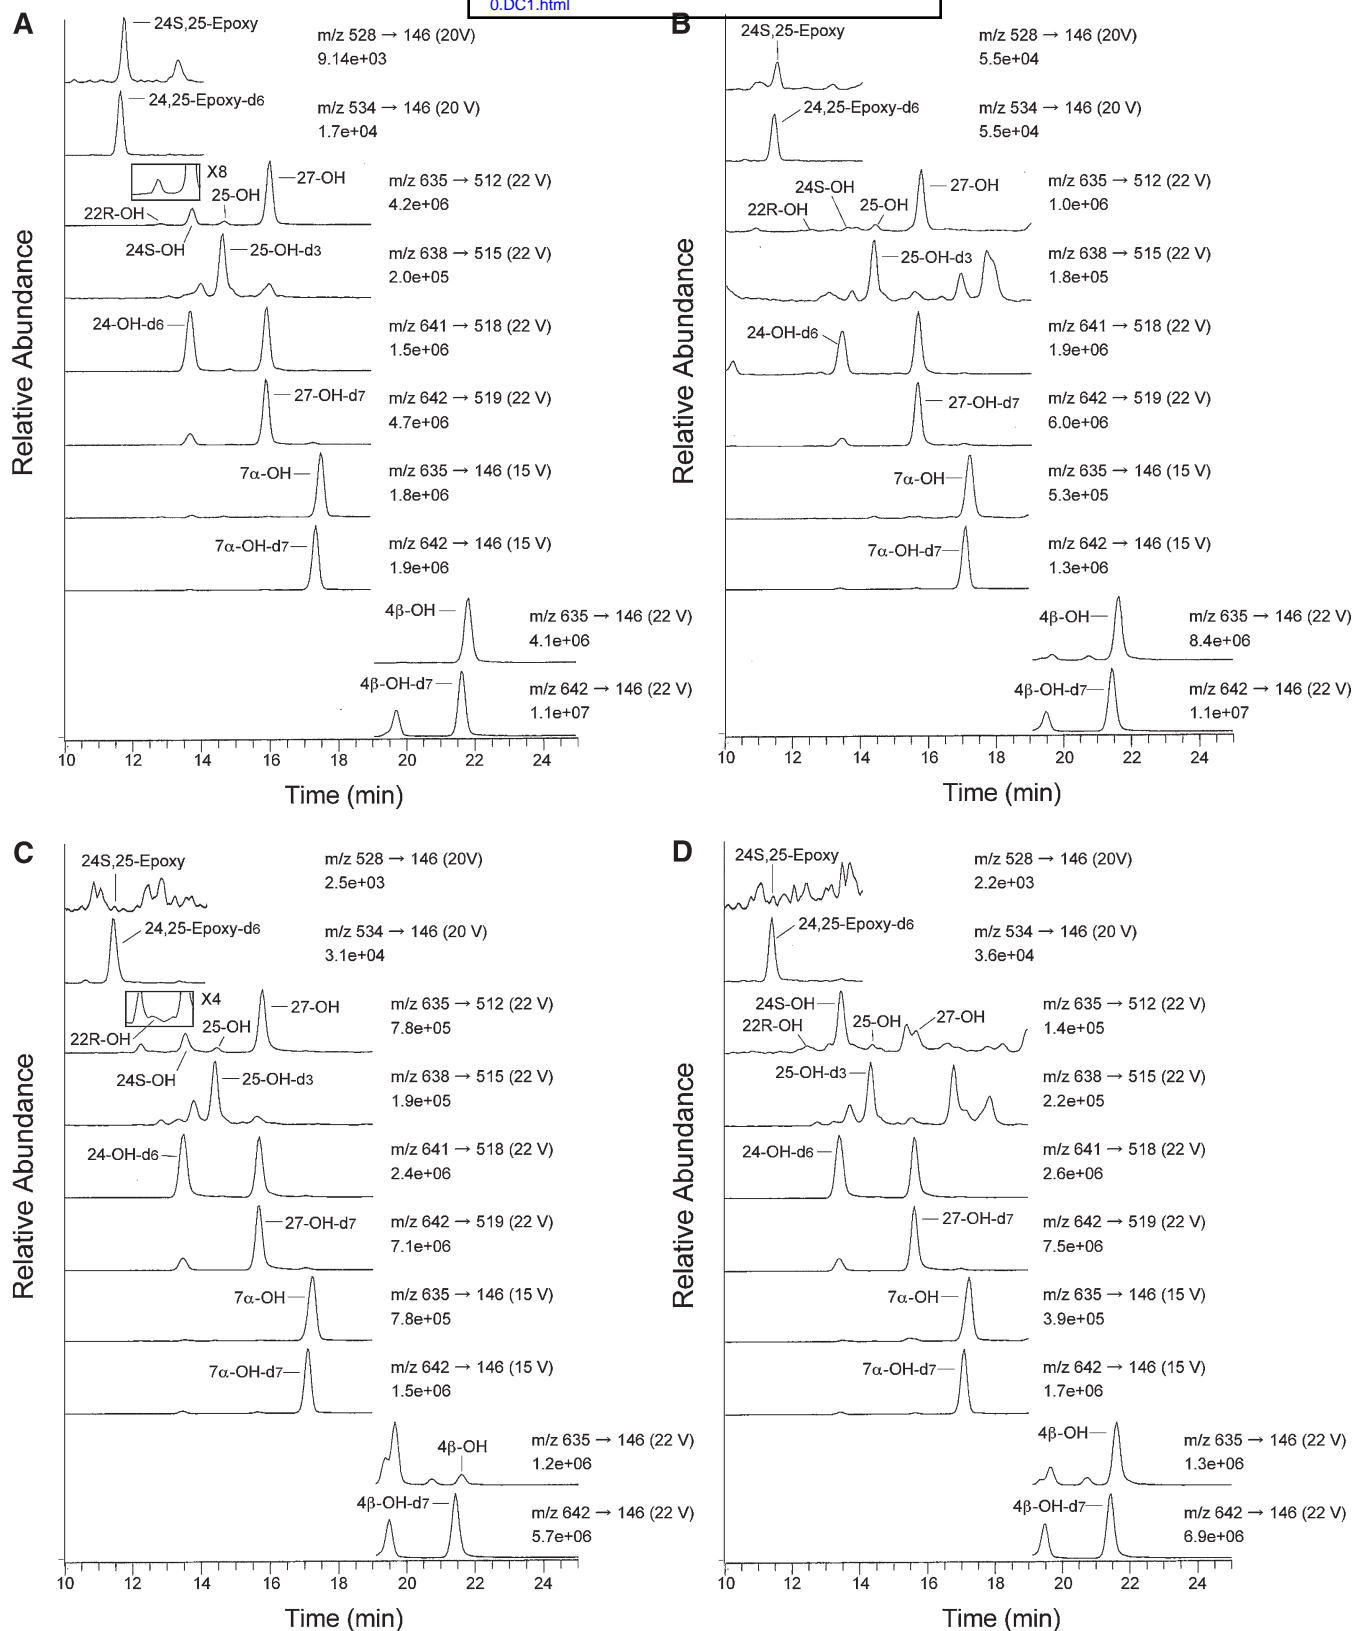 0.DC1.html
A
24S,25-Epoxy
m/z 528 → 146 (20V)
9.14e+03
24,25-Epoxy-d6
m/z 534 → 146 (20 V)
1.7e+04
X8
27-OH
25-OH
22R-OH
24S-OH
m/z 635 → 512 (22 V)
4.2e+06
25-OH-d3
m/z 638 → 515 (22 V)
2.0e+05
24-OH-d6
m/z 641 → 518 (22 V)
1.5e+06
27-OH-d7
m/z 642 → 519 (22 V)
4.7e+06
7α-OH
m/z 635 → 146 (15 V)
1.8e+06
7α-OH-d7
m/z 642 → 146 (15 V)
1.9e+06
4β-OH
m/z 635 → 146 (22 V)
4.1e+06
4β-OH-d7
m/z 642 → 146 (22 V)
1.1e+07
Relative Abundance
10 12 14 16 18 20 22 24
Time (min)
B
24S,25-Epoxy
m/z 528 → 146 (20V)
5.5e+04
24,25-Epoxy-d6
m/z 534 → 146 (20 V)
5.5e+04
24S-OH
27-OH
25-OH
22R-OH
m/z 635 → 512 (22 V)
1.0e+06
25-OH-d3
m/z 638 → 515 (22 V)
1.8e+05
24-OH-d6
m/z 641 → 518 (22 V)
1.9e+06
27-OH-d7
m/z 642 → 519 (22 V)
6.0e+06
7α-OH
m/z 635 → 146 (15 V)
5.3e+05
7α-OH-d7
m/z 642 → 146 (15 V)
1.3e+06
4β-OH
m/z 635 → 146 (22 V)
8.4e+06
4β-OH-d7
m/z 642 → 146 (22 V)
1.1e+07
Relative Abundance
10 12 14 16 18 20 22 24
Time (min)
C
24S,25-Epoxy
m/z 528 → 146 (20V)
2.5e+03
24,25-Epoxy-d6
m/z 534 → 146 (20 V)
3.1e+04
X4
27-OH
25-OH
22R-OH
24S-OH
m/z 635 → 512 (22 V)
7.8e+05
25-OH-d3
m/z 638 → 515 (22 V)
1.9e+05
24-OH-d6
m/z 641 → 518 (22 V)
2.4e+06
27-OH-d7
m/z 642 → 519 (22 V)
7.1e+06
7α-OH
m/z 635 → 146 (15 V)
7.8e+05
7α-OH-d7
m/z 642 → 146 (15 V)
1.5e+06
4β-OH
m/z 635 → 146 (22 V)
1.2e+06
4β-OH-d7
m/z 642 → 146 (22 V)
5.7e+06
Relative Abundance
10 12 14 16 18 20 22 24
Time (min)
D
24S,25-Epoxy
m/z 528 → 146 (20V)
2.2e+03
24,25-Epoxy-d6
m/z 534 → 146 (20 V)
3.6e+04
24S-OH
22R-OH
25-OH
27-OH
m/z 635 → 512 (22 V)
1.4e+05
25-OH-d3
m/z 638 → 515 (22 V)
2.2e+05
24-OH-d6
m/z 641 → 518 (22 V)
2.6e+06
27-OH-d7
m/z 642 → 519 (22 V)
7.5e+06
7α-OH
m/z 635 → 146 (15 V)
3.9e+05
7α-OH-d7
m/z 642 → 146 (15 V)
1.7e+06
4β-OH
m/z 635 → 146 (22 V)
1.3e+06
4β-OH-d7
m/z 642 → 146 (22 V)
6.9e+06
Relative Abundance
10 12 14 16 18 20 22 24
Time (min)